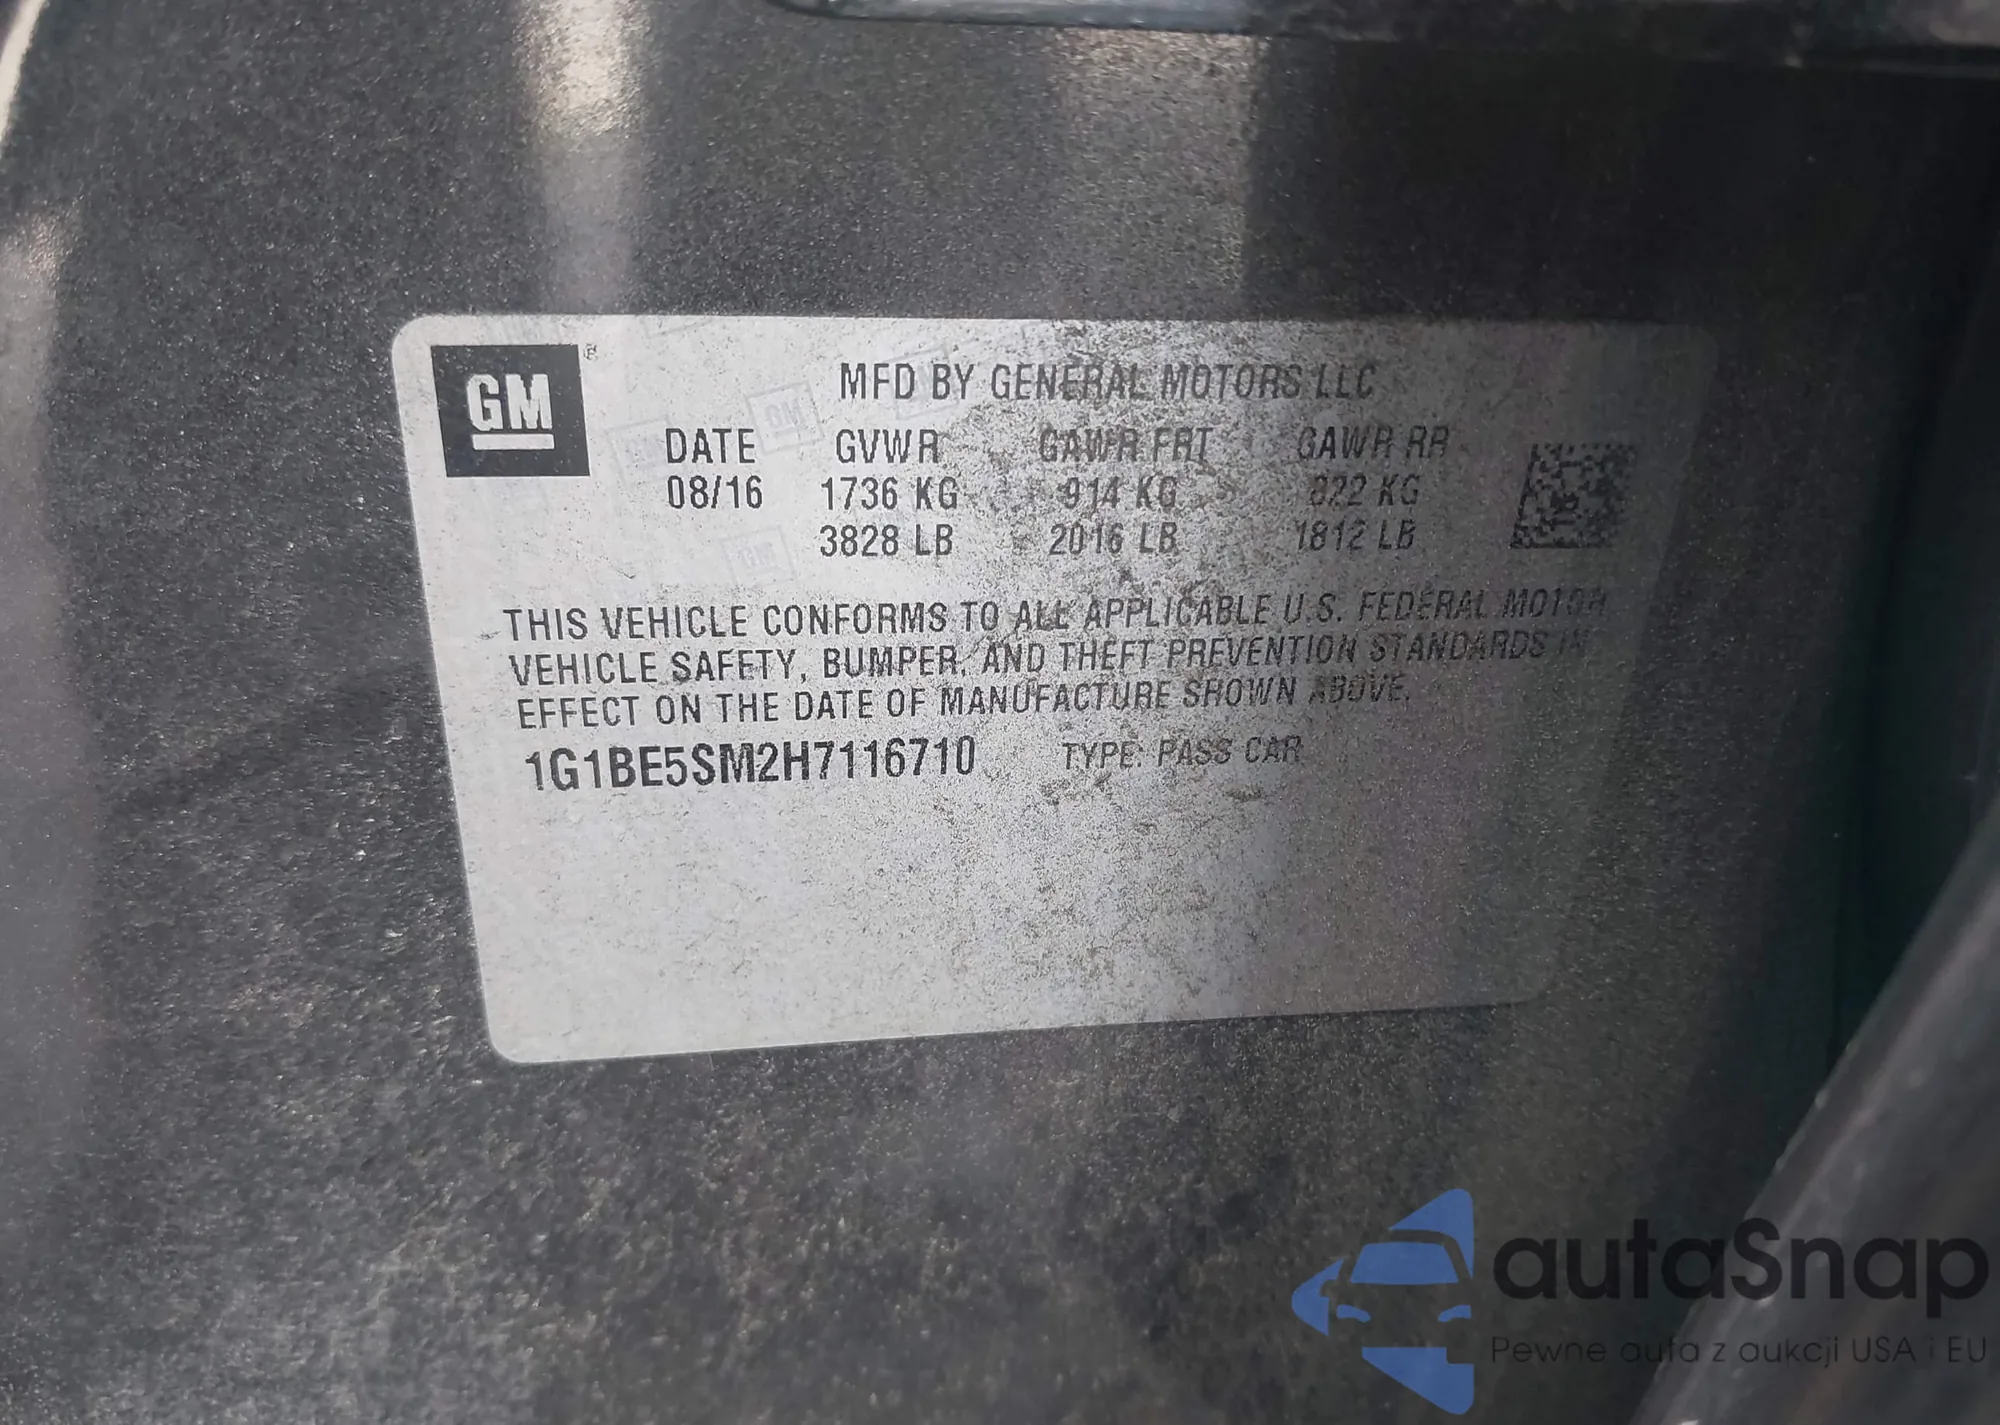 GM ®
MFD BY GENERAL MOTORS LLC
DATE GVWR GAWR FRT GAWR RR
08/16 1736 KG 914 KG 822 KG
3828 LB 2016 LB 1812 LB
THIS VEHICLE CONFORMS TO ALL APPLICABLE U.S. FEDERAL MOTOR
VEHICLE SAFETY, BUMPER, AND THEFT PREVENTION STANDARDS IN
EFFECT ON THE DATE OF MANUFACTURE SHOWN ABOVE.
1G1BE5SM2H7116710 TYPE: PASS CAR
autaSnap
Pewne auta z aukcji USA i EU